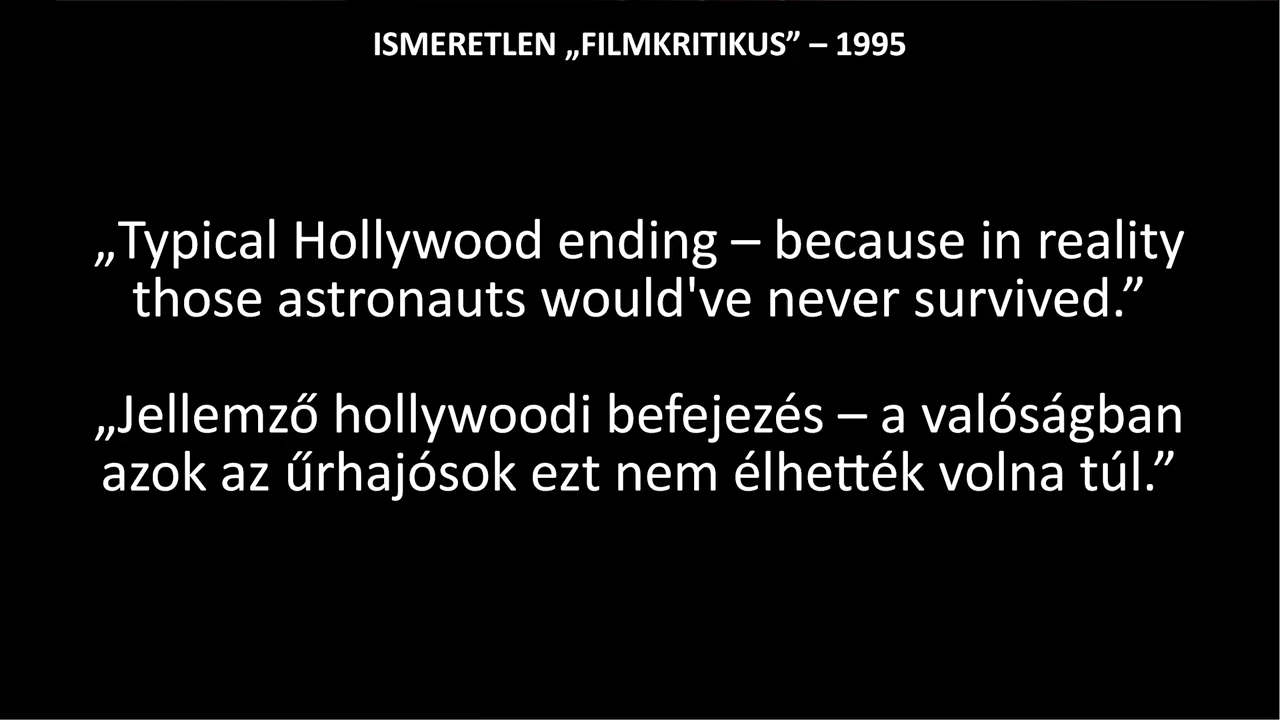 ISMERETLEN „FILMKRITIKUS” – 1995
„Typical Hollywood ending – because in reality
those astronauts would've never survived.”
„Jellemző hollywoodi befejezés – a valóságban
azok az űrhajósok ezt nem élhették volna túl.”